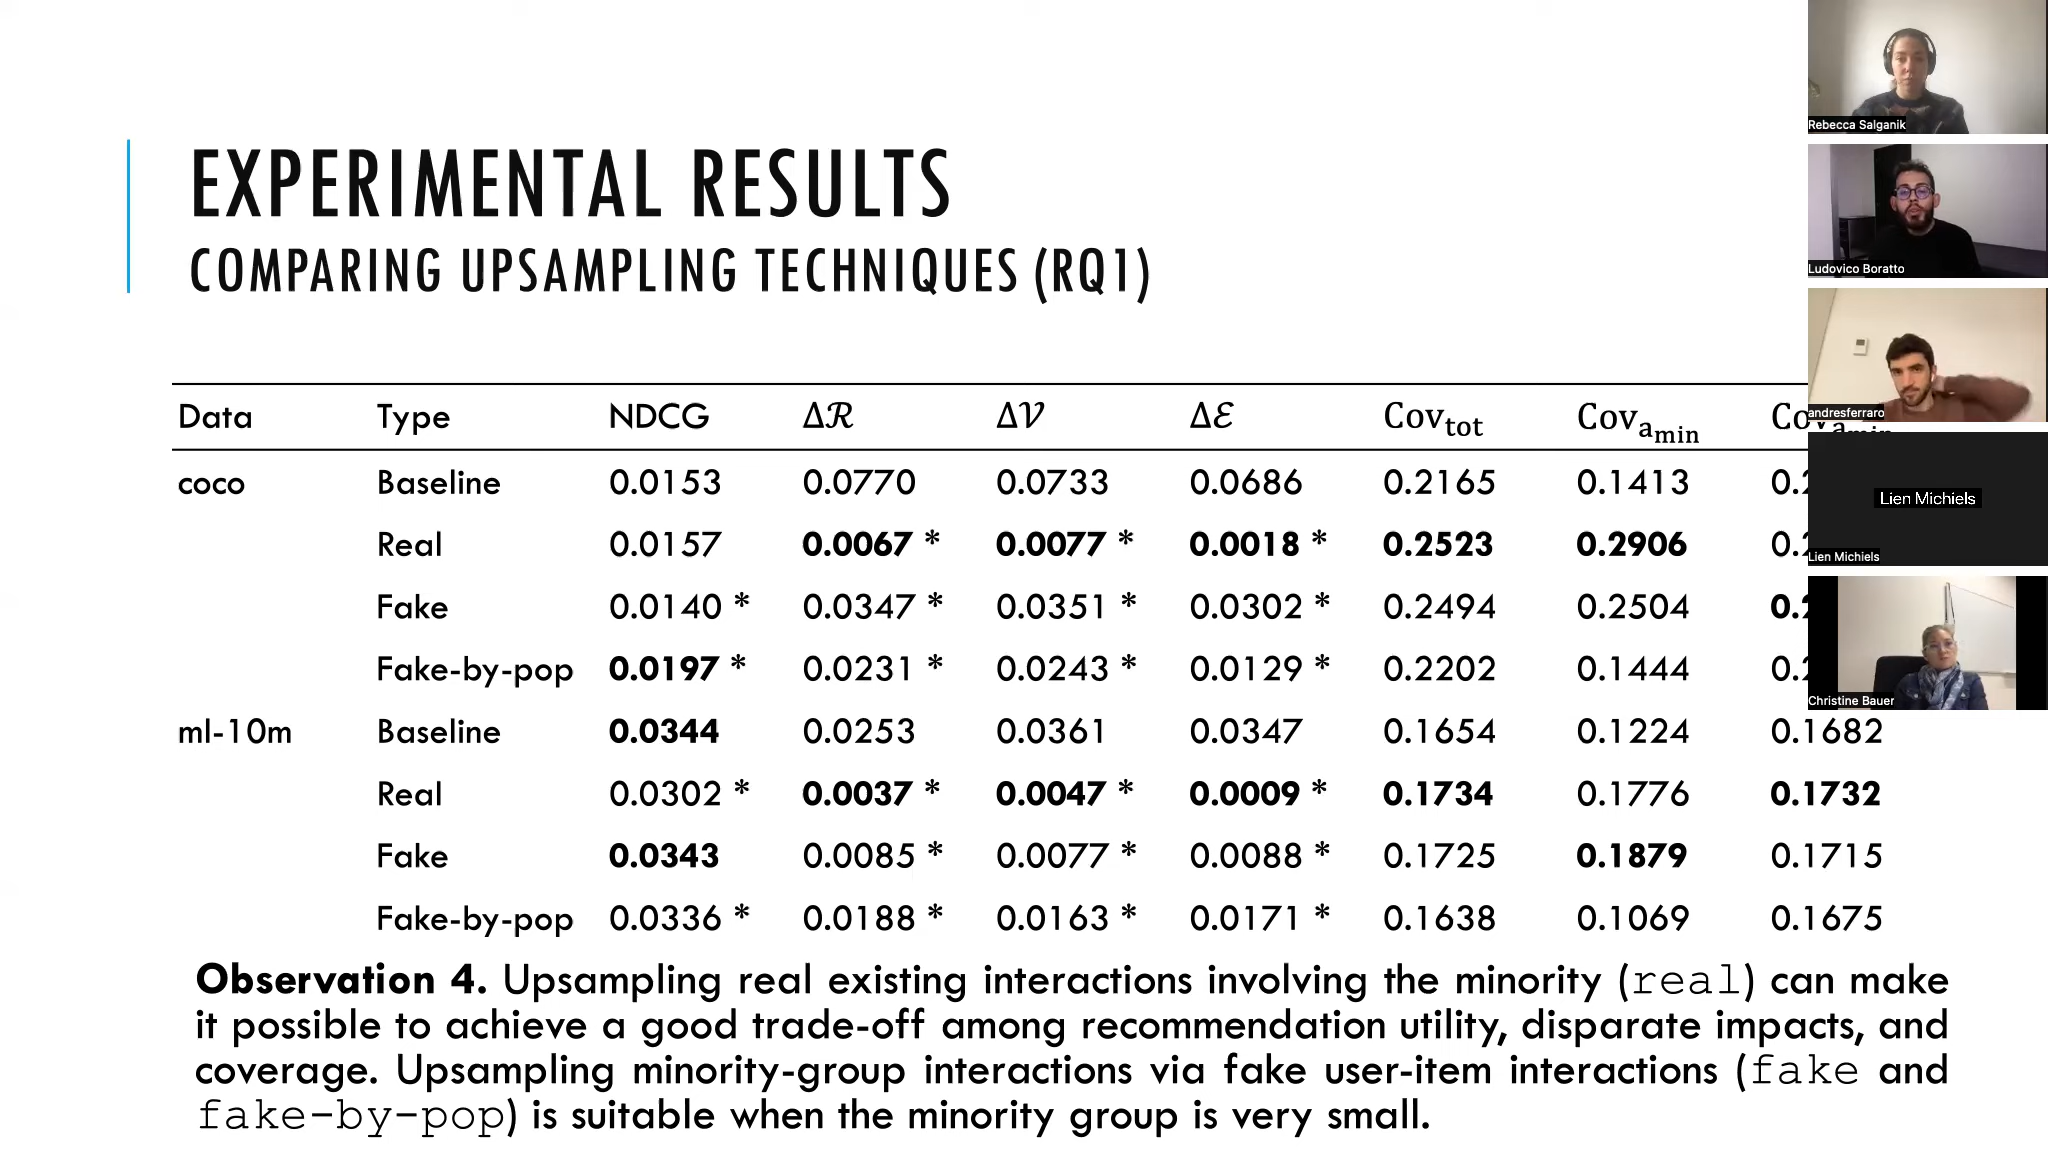 EXPERIMENTAL RESULTS
COMPARING UPSAMPLING TECHNIQUES (RQ1)
Data Type NDCG Δℛ Δ𝒱 Δℰ Cov_tot Cov_a_min
coco Baseline 0.0153 0.0770 0.0733 0.0686 0.2165 0.1413
Real 0.0157 0.0067 * 0.0077 * 0.0018 * 0.2523 0.2906
Fake 0.0140 * 0.0347 * 0.0351 * 0.0302 * 0.2494 0.2504
Fake-by-pop 0.0197 * 0.0231 * 0.0243 * 0.0129 * 0.2202 0.1444
ml-10m Baseline 0.0344 0.0253 0.0361 0.0347 0.1654 0.1224 0.1682
Real 0.0302 * 0.0037 * 0.0047 * 0.0009 * 0.1734 0.1776 0.1732
Fake 0.0343 0.0085 * 0.0077 * 0.0088 * 0.1725 0.1879 0.1715
Fake-by-pop 0.0336 * 0.0188 * 0.0163 * 0.0171 * 0.1638 0.1069 0.1675
Observation 4. Upsampling real existing interactions involving the minority (real) can make
it possible to achieve a good trade-off among recommendation utility, disparate impacts, and
coverage. Upsampling minority-group interactions via fake user-item interactions (fake and
fake-by-pop) is suitable when the minority group is very small.
Rebecca Salganik
Ludovico Boratto
andresferraro
Lien Michiels
Lien Michiels
Christine Bauer